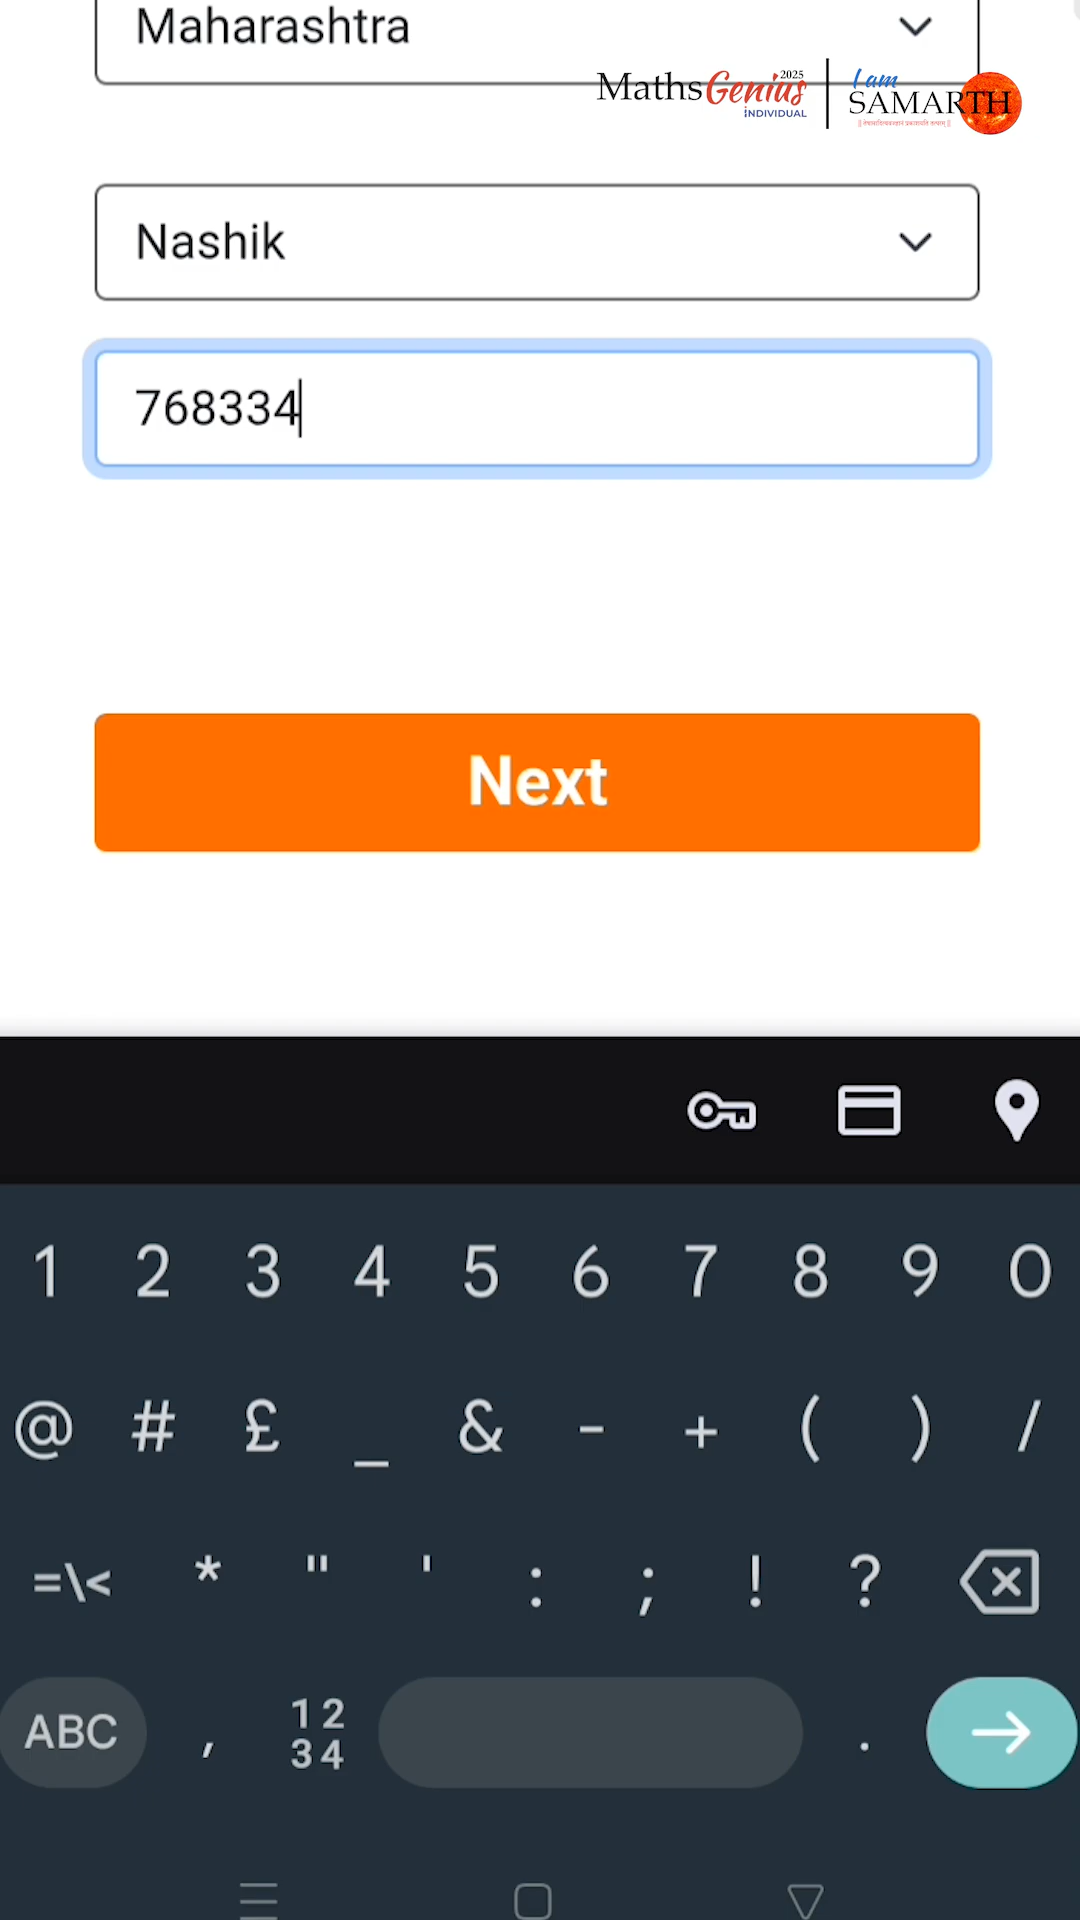 Maharashtra
Maths Genius 2025
INDIVIDUAL
I am
SAMARTH
Nashik
768334
Next
1 2 3 4 5 6 7 8 9 0
@ # £ _ & - + ( ) /
=\< * " ' : ; ! ?
ABC , 12 34 .